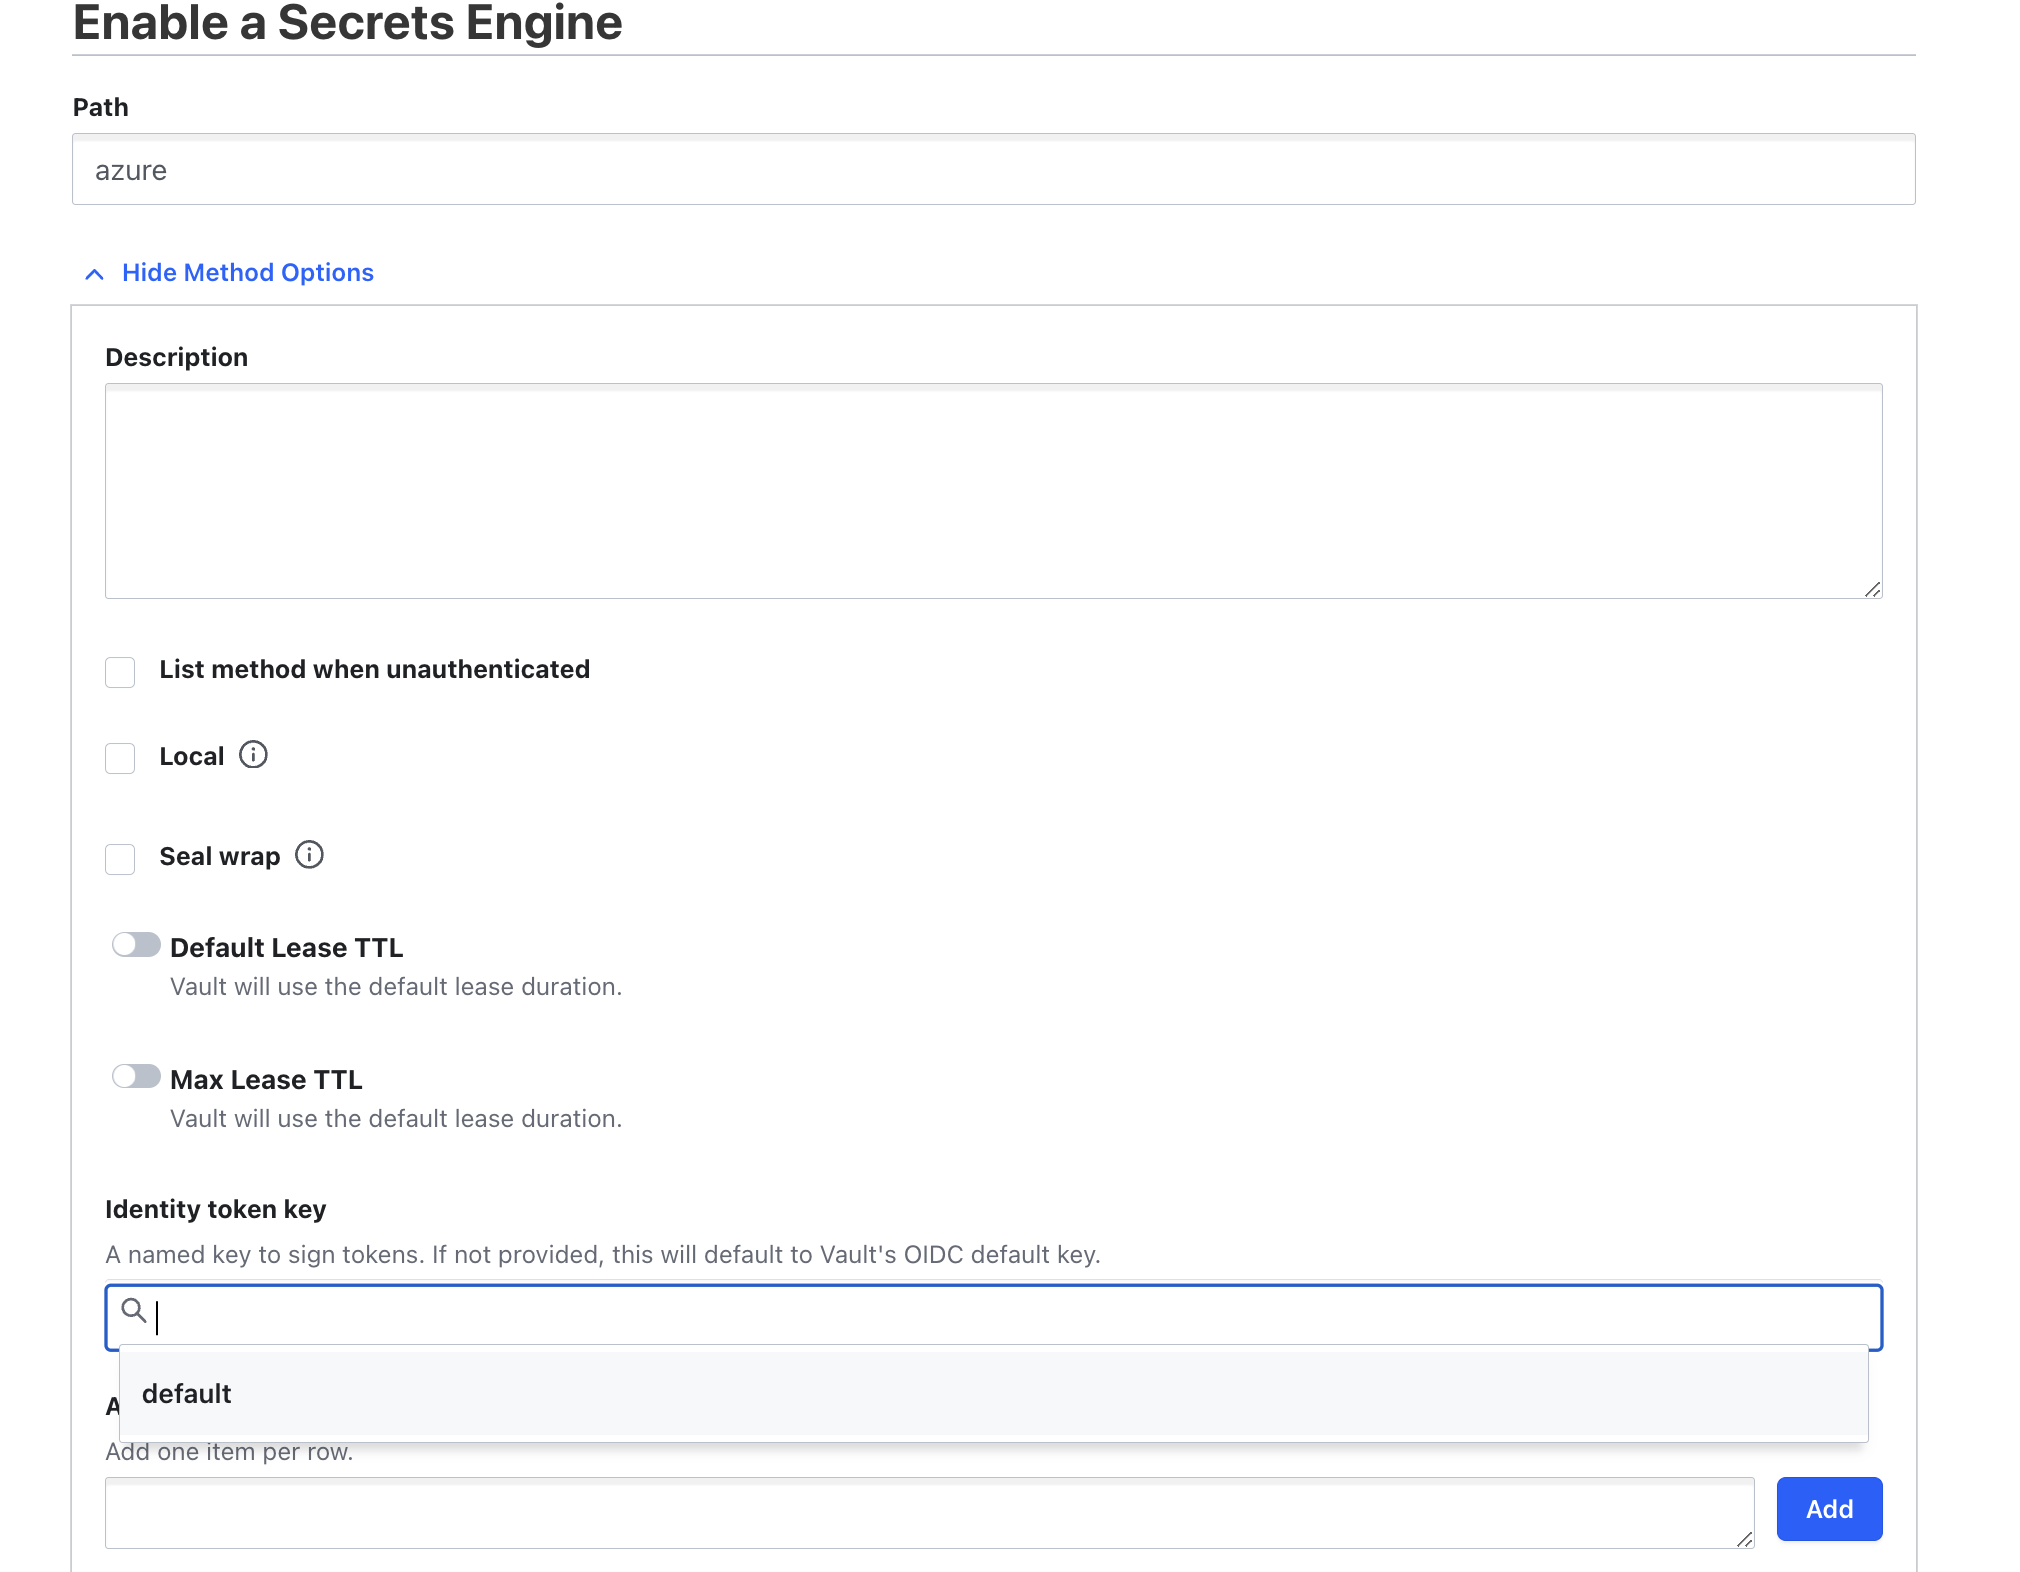 Enable a Secrets Engine
Path
azure
Hide Method Options
Description
List method when unauthenticated
Local
Seal wrap
Default Lease TTL
Vault will use the default lease duration.
Max Lease TTL
Vault will use the default lease duration.
Identity token key
A named key to sign tokens. If not provided, this will default to Vault's OIDC default key.
default
Add one item per row.
Add